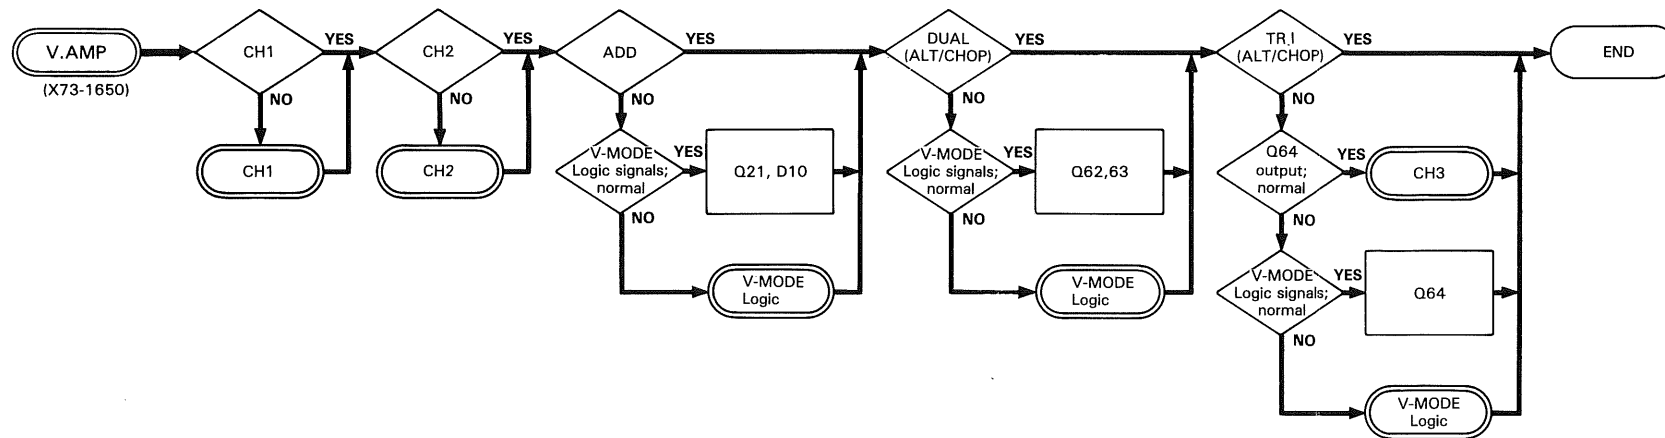 V.AMP
(X73-1650)
CH1
YES
NO
CH1
CH2
YES
NO
CH2
ADD
YES
NO
V-MODE
Logic signals;
normal
YES
Q21, D10
NO
V-MODE
Logic
DUAL
(ALT/CHOP)
YES
NO
V-MODE
Logic signals;
normal
YES
Q62,63
NO
V-MODE
Logic
TR,I
(ALT/CHOP)
YES
NO
Q64
output;
normal
YES
CH3
NO
V-MODE
Logic signals;
normal
YES
Q64
NO
V-MODE
Logic
END